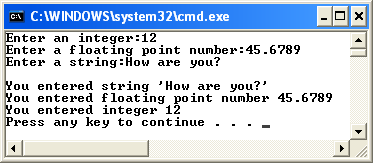 C:\WINDOWS\system32\cmd.exe
Enter an integer:12
Enter a floating point number:45.6789
Enter a string:How are you?
You entered string 'How are you?'
You entered floating point number 45.6789
You entered integer 12
Press any key to continue . . . _